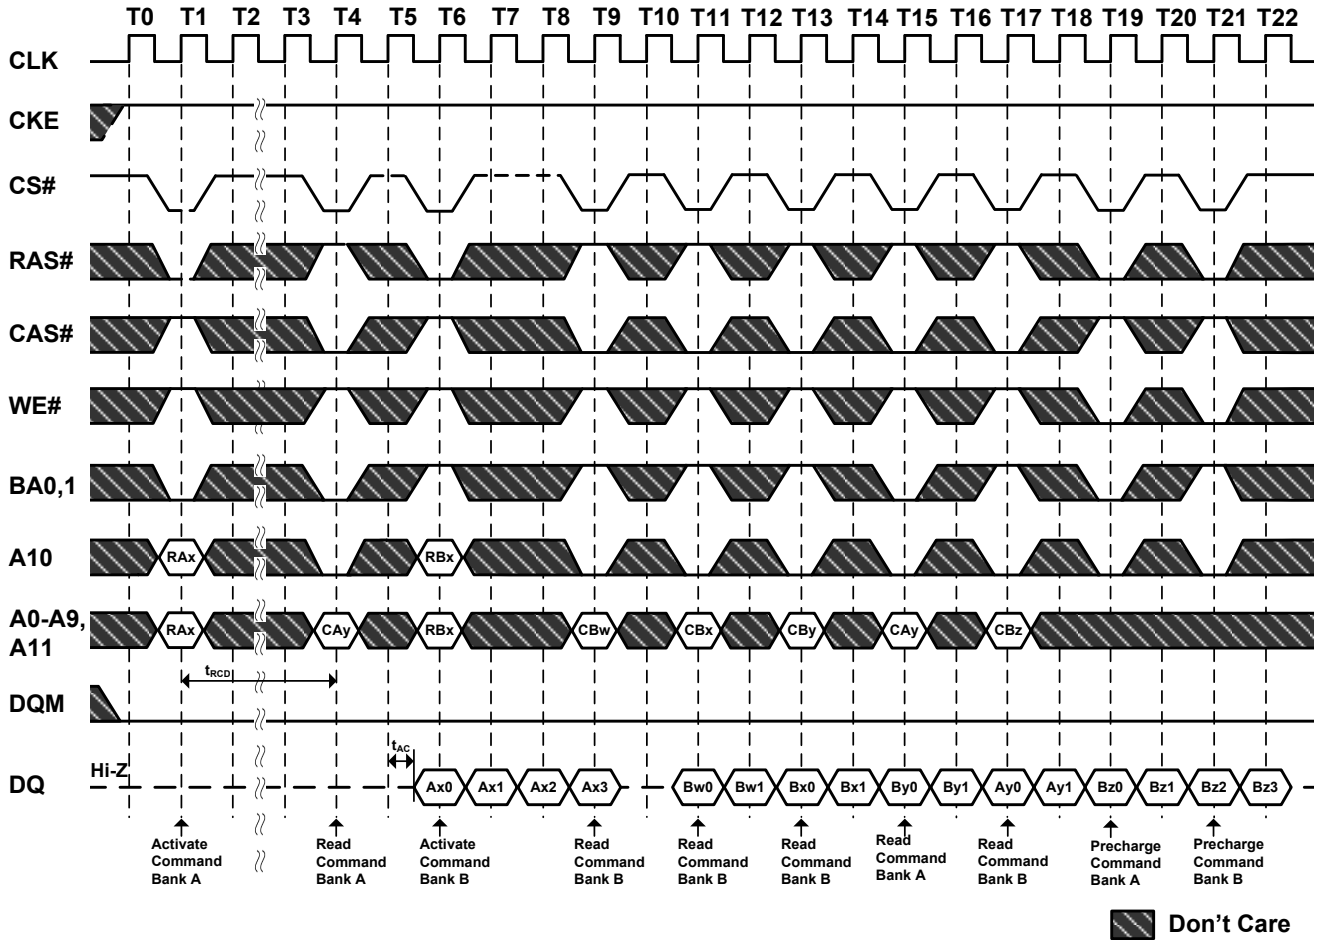 T0 T1 T2 T3 T4 T5 T6 T7 T8 T9 T10 T11 T12 T13 T14 T15 T16 T17 T18 T19 T20 T21 T22
CLK
CKE
CS#
RAS#
CAS#
WE#
BA0,1
A10 RAx RBx
A0-A9,
A11
RAx CAy RBx CBw CBx CBy CAy CBz
tRCD
DQM
tAC
Hi-Z
DQ Ax0 Ax1 Ax2 Ax3 Bw0 Bw1 Bx0 Bx1 By0 By1 Ay0 Ay1 Bz0 Bz1 Bz2 Bz3
Activate
Command
Bank A
Read
Command
Bank A
Activate
Command
Bank B
Read
Command
Bank B
Read
Command
Bank B
Read
Command
Bank B
Read
Command
Bank A
Read
Command
Bank B
Precharge
Command
Bank A
Precharge
Command
Bank B
Don't Care